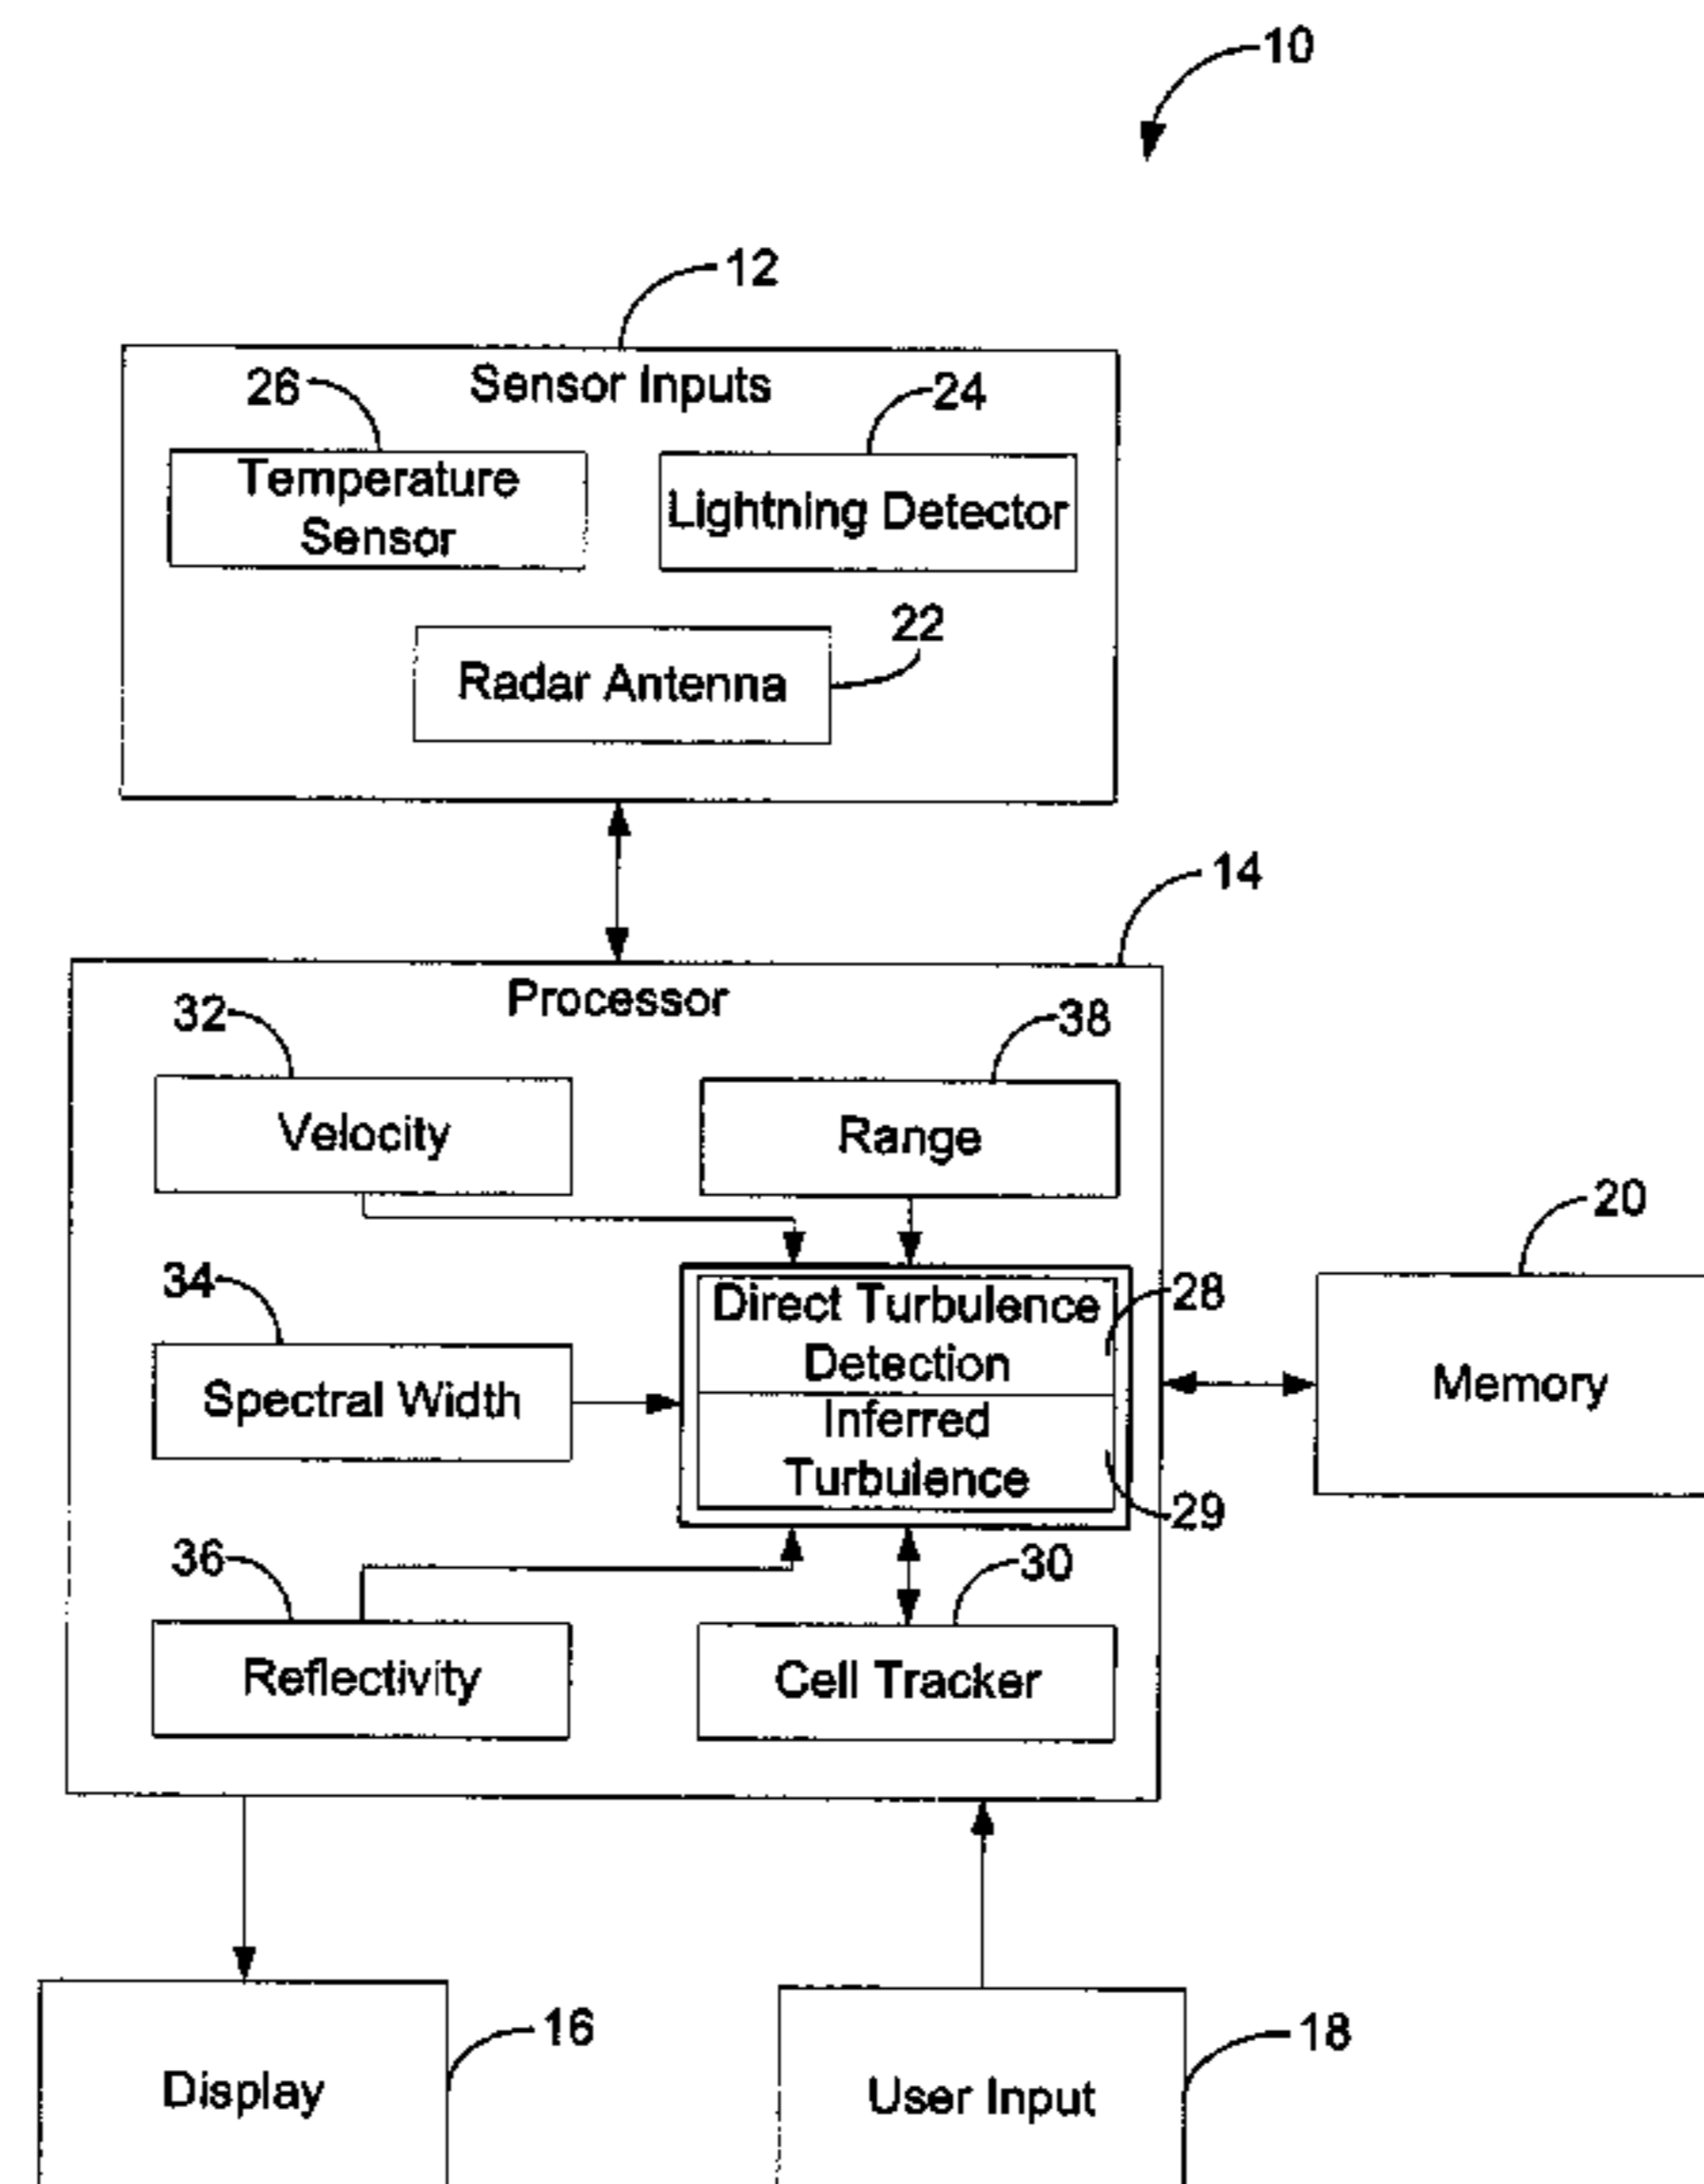 10
12
Sensor Inputs
26
24
Temperature
Sensor
Lightning Detector
22
Radar Antenna
14
Processor
32
38
Velocity
Range
20
34
28
Direct Turbulence
Detection
Memory
Spectral Width
Inferred
Turbulence
29
36
30
Reflectivity
Cell Tracker
16
18
Display
User Input